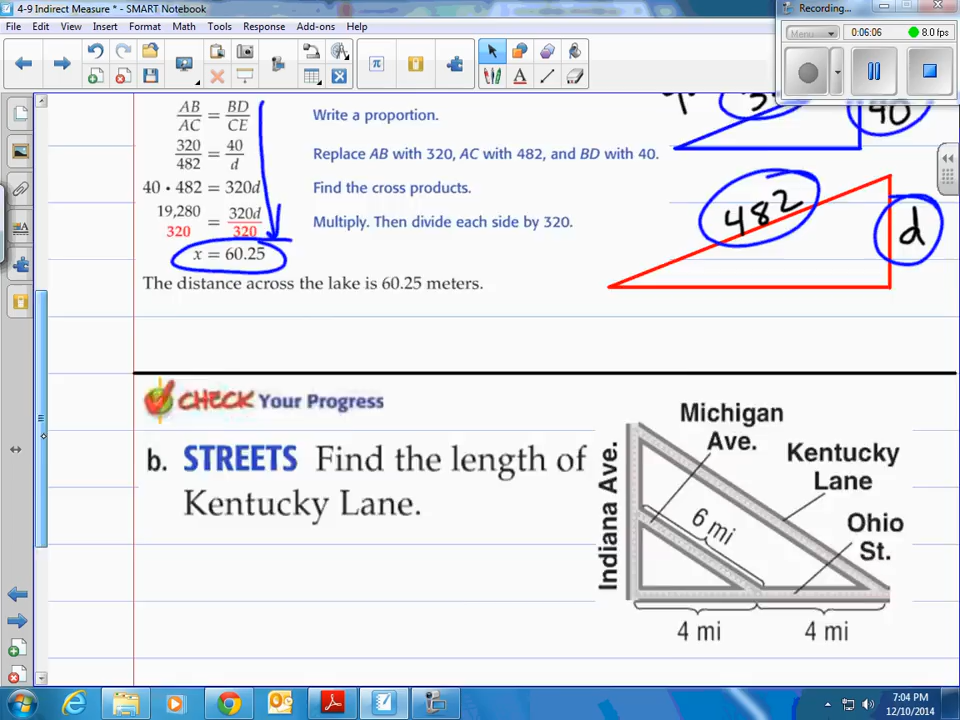 4-9 Indirect Measure * - SMART Notebook
Recording...
File Edit View Insert Format Math Tools Response Add-ons Help
Menu
0:06:06
8.0 fps
AB/AC = BD/CE Write a proportion.
320/482 = 40/d Replace AB with 320, AC with 482, and BD with 40.
40 • 482 = 320d Find the cross products.
19,280/320 = 320d/320 Multiply. Then divide each side by 320.
x = 60.25
The distance across the lake is 60.25 meters.
40
482
d
CHECK Your Progress
b. STREETS Find the length of
Kentucky Lane.
Michigan
Ave.
Kentucky
Lane
Ohio
St.
Indiana Ave.
6 mi
4 mi 4 mi
7:04 PM
12/10/2014